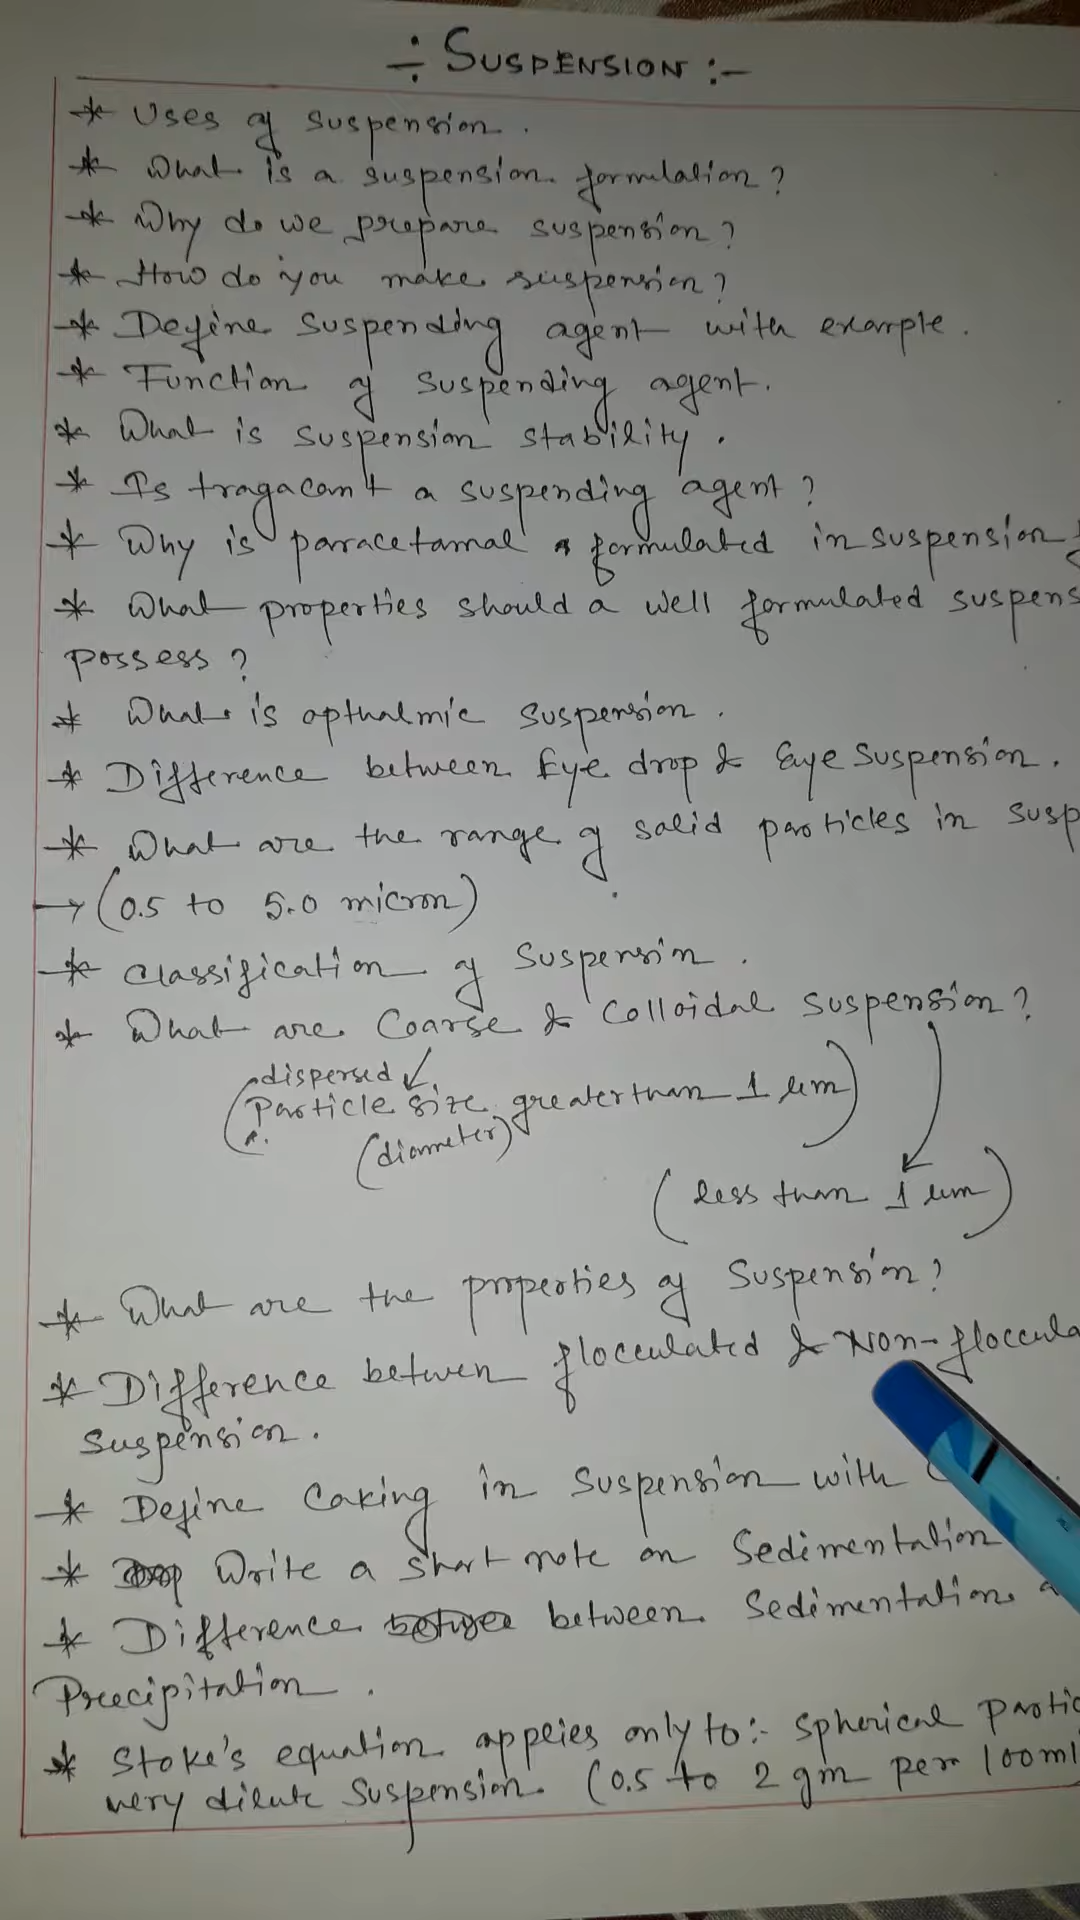 ÷ SUSPENSION :-
* Uses of suspension.
* What is a suspension formulation?
* Why do we prepare suspension?
* How do you make suspension?
* Define suspending agent with example.
* Function of suspending agent.
* What is suspension stability.
* Is tragacant a suspending agent?
* Why is paracetamal formulated in suspension
* What properties should a well formulated suspens
possess?
* What is opthalmic suspension.
* Difference between Eye drop & Eye suspension.
* What are the range of solid particles in susp
→ (0.5 to 5.0 micron)
* Classification of Suspension.
* What are Coarse & Colloidal suspension?
dispersed
(Particle size greater than 1 µm)
(diameter)
(less than 1 µm)
* What are the properties of Suspension?
* Difference betwen flocculated & Non-floccula
suspension.
* Define Caking in suspension with
* Write a short note on Sedimentation
* Difference between Sedimentation
Precipitation.
* Stoke's equation applies only to:- spherical partic
very dilute suspension. (0.5 to 2 gm per 100ml